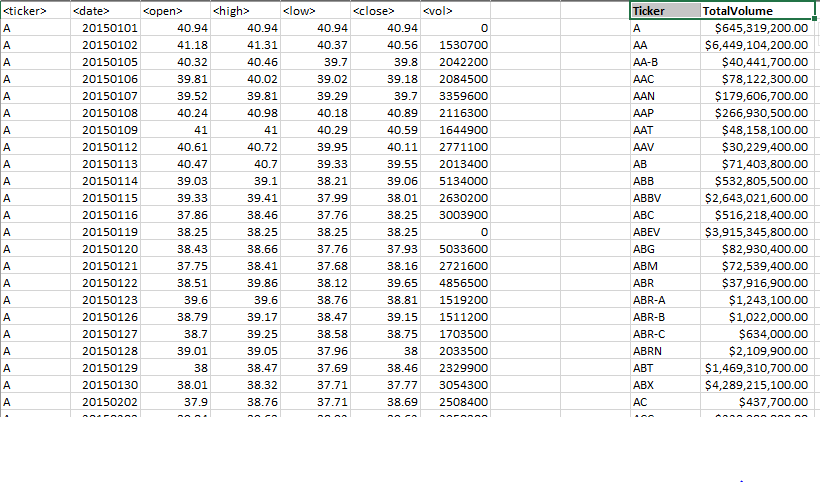 <ticker> <date> <open> <high> <low> <close> <vol> Ticker TotalVolume
A 20150101 40.94 40.94 40.94 40.94 0 A $645,319,200.00
A 20150102 41.18 41.31 40.37 40.56 1530700 AA $6,449,104,200.00
A 20150105 40.32 40.46 39.7 39.8 2042200 AA-B $40,441,700.00
A 20150106 39.81 40.02 39.02 39.18 2084500 AAC $78,122,300.00
A 20150107 39.52 39.81 39.29 39.7 3359600 AAN $179,606,700.00
A 20150108 40.24 40.98 40.18 40.89 2116300 AAP $266,930,500.00
A 20150109 41 41 40.29 40.59 1644900 AAT $48,158,100.00
A 20150112 40.61 40.72 39.95 40.11 2771100 AAV $30,229,400.00
A 20150113 40.47 40.7 39.33 39.55 2013400 AB $71,403,800.00
A 20150114 39.03 39.1 38.21 39.06 5134000 ABB $532,805,500.00
A 20150115 39.33 39.41 37.99 38.01 2630200 ABBV $2,643,021,600.00
A 20150116 37.86 38.46 37.76 38.25 3003900 ABC $516,218,400.00
A 20150119 38.25 38.25 38.25 38.25 0 ABEV $3,915,345,800.00
A 20150120 38.43 38.66 37.76 37.93 5033600 ABG $82,930,400.00
A 20150121 37.75 38.41 37.68 38.16 2721600 ABM $72,539,400.00
A 20150122 38.51 39.86 38.12 39.65 4856500 ABR $37,916,900.00
A 20150123 39.6 39.6 38.76 38.81 1519200 ABR-A $1,243,100.00
A 20150126 38.79 39.17 38.47 39.15 1511200 ABR-B $1,022,000.00
A 20150127 38.7 39.25 38.58 38.75 1703500 ABR-C $634,000.00
A 20150128 39.01 39.05 37.96 38 2033500 ABRN $2,109,900.00
A 20150129 38 38.47 37.69 38.46 2329900 ABT $1,469,310,700.00
A 20150130 38.01 38.32 37.71 37.77 3054300 ABX $4,289,215,100.00
A 20150202 37.9 38.76 37.71 38.69 2508400 AC $437,700.00